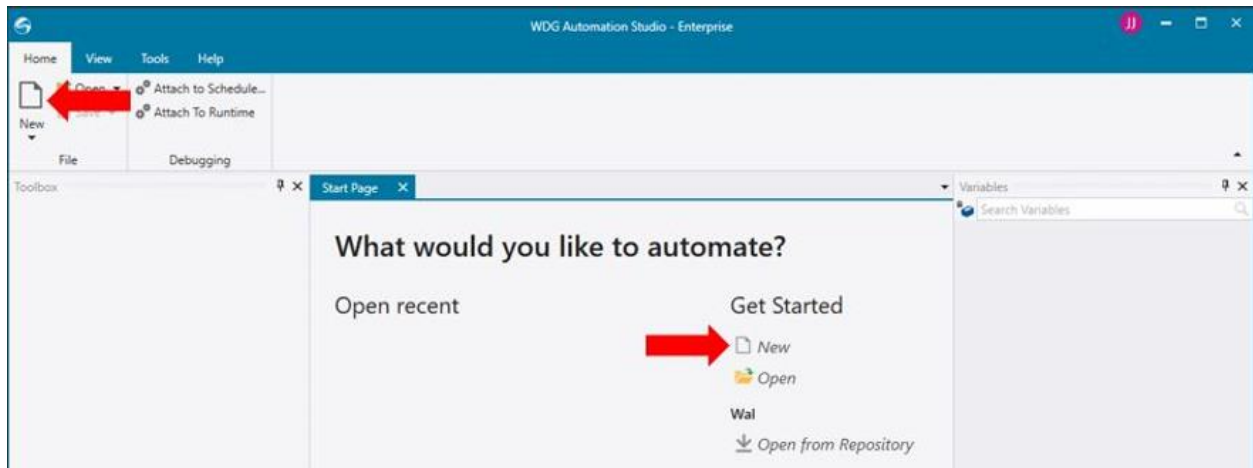 WDG Automation Studio - Enterprise
JJ
Home View Tools Help
Open Attach to Schedule...
New Save Attach To Runtime
File Debugging
Toolbox Start Page Variables
Search Variables
What would you like to automate?
Open recent Get Started
New
Open
Wal
Open from Repository